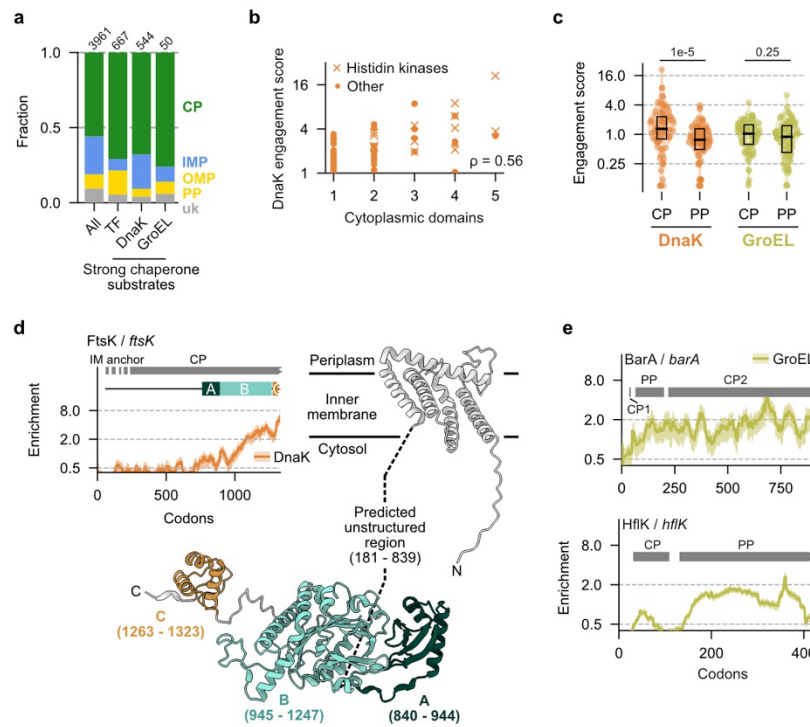 a
3961
667
544
50
1.0
0.5
0.0
Fraction
CP
IMP
OMP
PP
uk
All
TF
DnaK
GroEL
Strong chaperone
substrates
b
DnaK engagement score
16
4
1
Histidin kinases
Other
ρ = 0.56
1 2 3 4 5
Cytoplasmic domains
c
Engagement score
1e-5
0.25
16.0
4.0
1.0
0.25
CP PP CP PP
DnaK GroEL
d
FtsK / ftsK
IM anchor CP
A B C
Enrichment
8.0
2.0
0.5
DnaK
0 500 1000
Codons
Periplasm
Inner
membrane
Cytosol
Predicted
unstructured
region
(181 - 839)
N
C
C
(1263 - 1323)
B
(945 - 1247)
A
(840 - 944)
e
BarA / barA
GroEL
PP CP2
CP1
8.0
2.0
0.5
0 250 500 750
HflK / hflK
Enrichment
CP PP
8.0
2.0
0.5
0 200 400
Codons